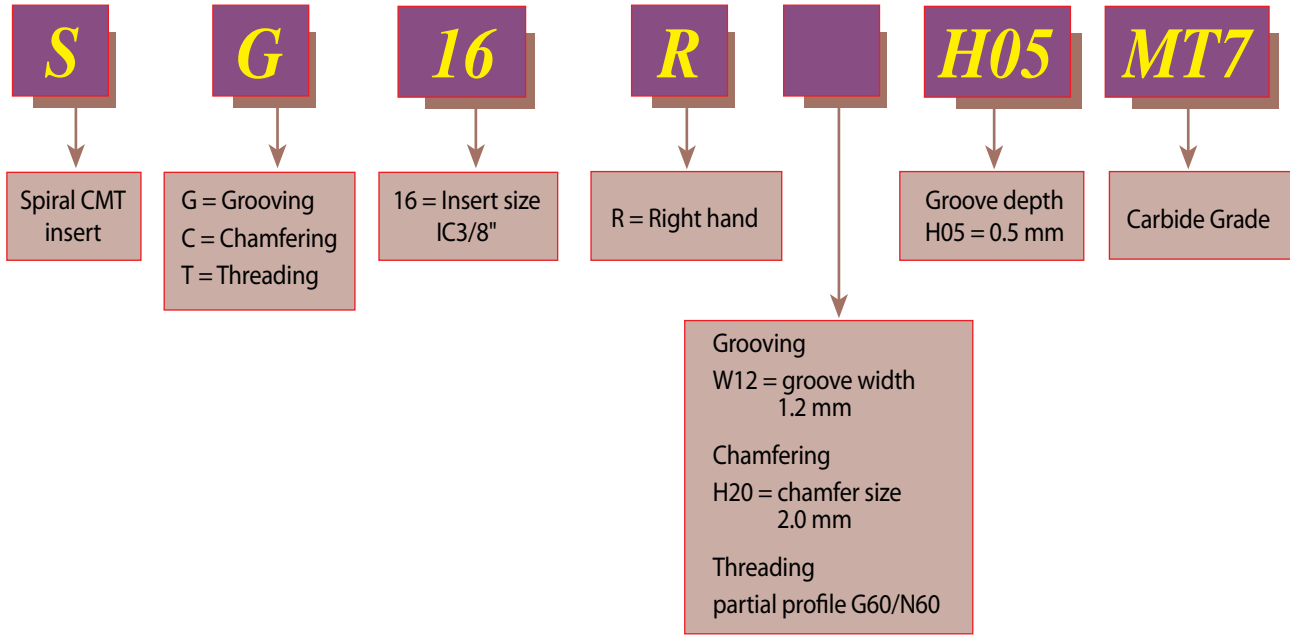 S G 16 R H05 MT7
Spiral CMT
insert
G = Grooving
C = Chamfering
T = Threading
16 = Insert size
IC3/8"
R = Right hand
Groove depth
H05 = 0.5 mm
Carbide Grade
Grooving
W12 = groove width
1.2 mm
Chamfering
H20 = chamfer size
2.0 mm
Threading
partial profile G60/N60